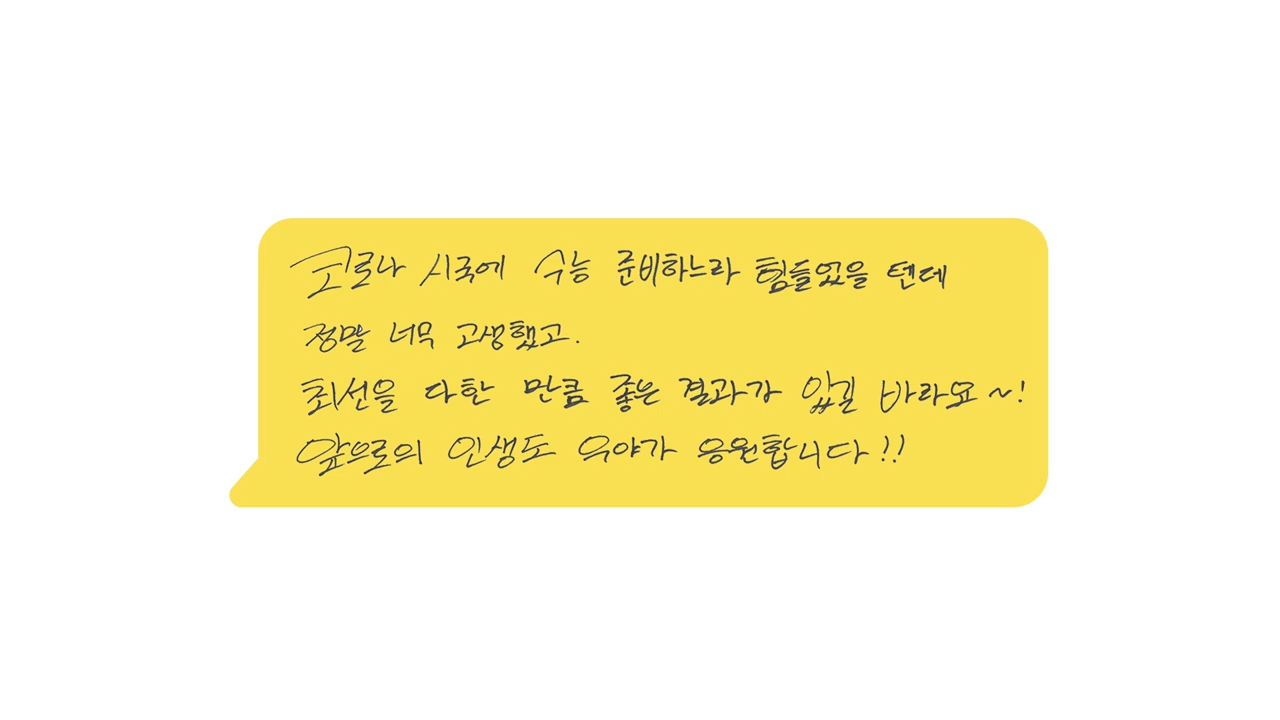 코로나 시국에 수능 준비하느라 힘들었을 텐데
정말 너무 고생했고.
최선을 다한 만큼 좋은 결과가 있길 바라요~!
앞으로의 인생도 유아가 응원합니다!!